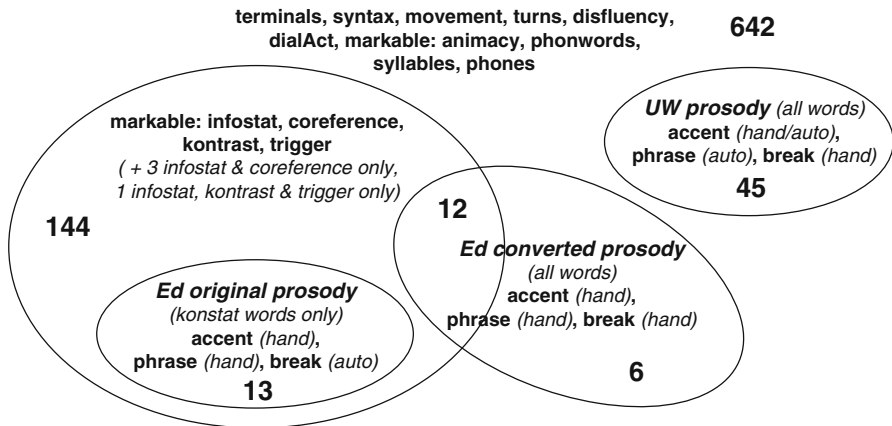 terminals, syntax, movement, turns, disfluency,
dialAct, markable: animacy, phonwords,
syllables, phones
642
markable: infostat, coreference,
kontrast, trigger
( + 3 infostat & coreference only,
1 infostat, kontrast & trigger only)
144
12
UW prosody (all words)
accent (hand/auto),
phrase (auto), break (hand)
45
Ed converted prosody
(all words)
accent (hand),
phrase (hand), break (hand)
6
Ed original prosody
(konstat words only)
accent (hand),
phrase (hand), break (auto)
13